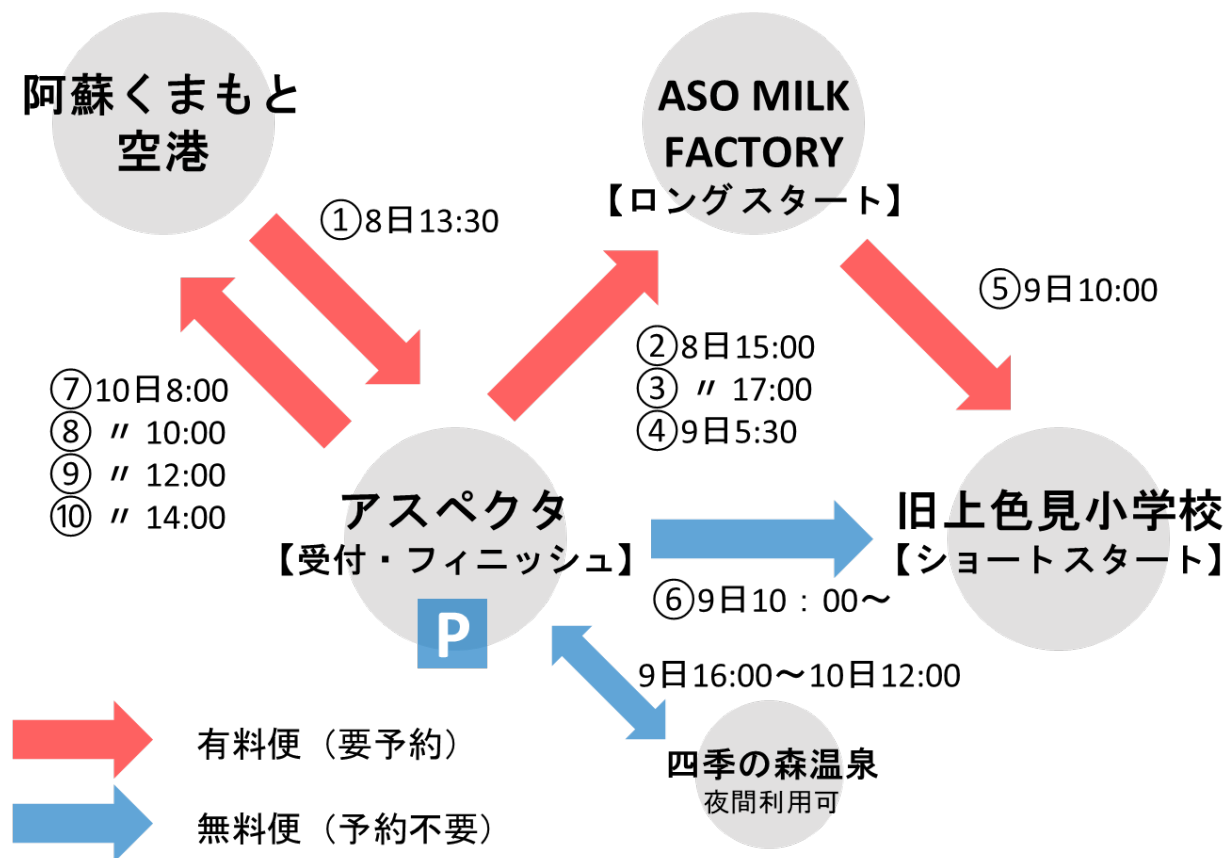 阿蘇くまもと
空港
ASO MILK
FACTORY
【ロング スタート】
①8日13:30
⑤9日10:00
②8日15:00
③ 〃 17:00
④9日5:30
⑦10日8:00
⑧ 〃 10:00
⑨ 〃 12:00
⑩ 〃 14:00
アスペクタ
【受付・フィニッシュ】
P
旧上色見小学校
【ショート スタート】
⑥9日10：00～
9日16:00～10日12:00
四季の森温泉
夜間利用可
有料便（要予約）
無料便（予約不要）